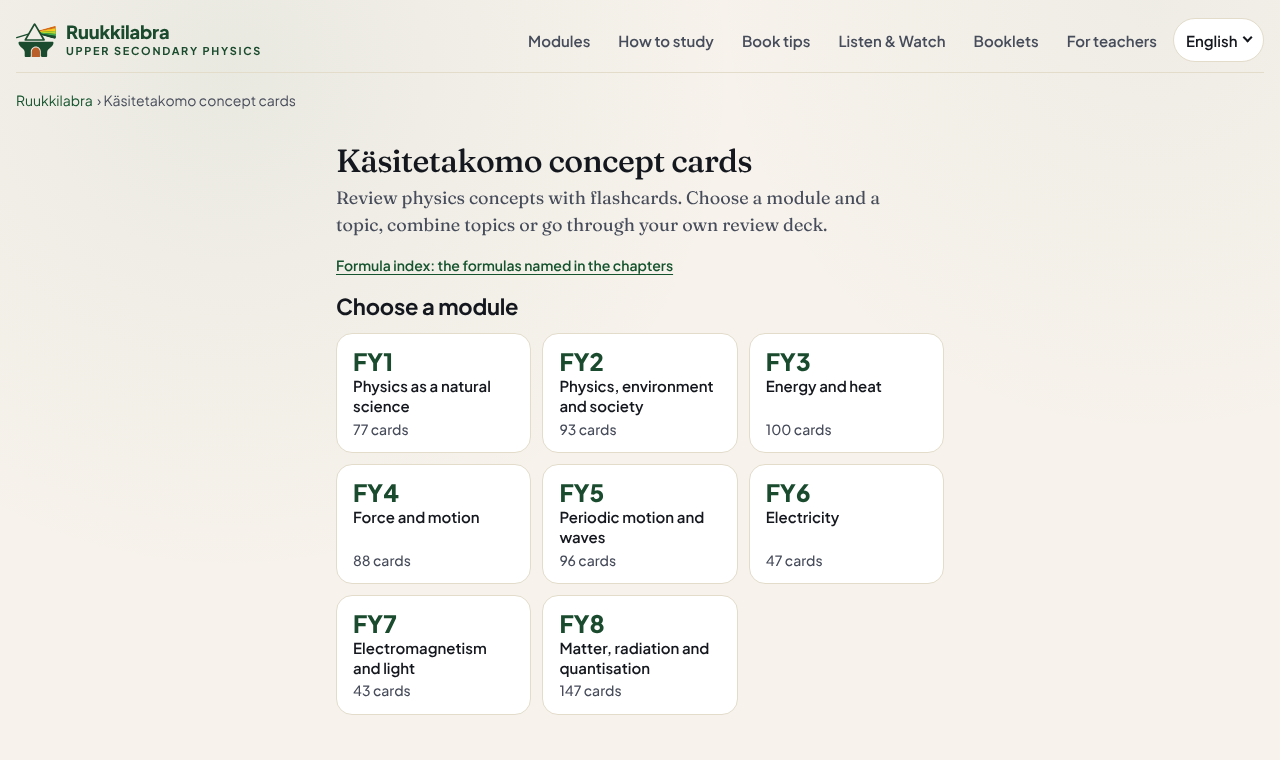 Ruukkilabra
UPPER SECONDARY PHYSICS
Modules
How to study
Book tips
Listen & Watch
Booklets
For teachers
English
Ruukkilabra › Käsitetakomo concept cards
Käsitetakomo concept cards
Review physics concepts with flashcards. Choose a module and a
topic, combine topics or go through your own review deck.
Formula index: the formulas named in the chapters
Choose a module
FY1
Physics as a natural
science
77 cards
FY2
Physics, environment
and society
93 cards
FY3
Energy and heat
100 cards
FY4
Force and motion
88 cards
FY5
Periodic motion and
waves
96 cards
FY6
Electricity
47 cards
FY7
Electromagnetism
and light
43 cards
FY8
Matter, radiation and
quantisation
147 cards